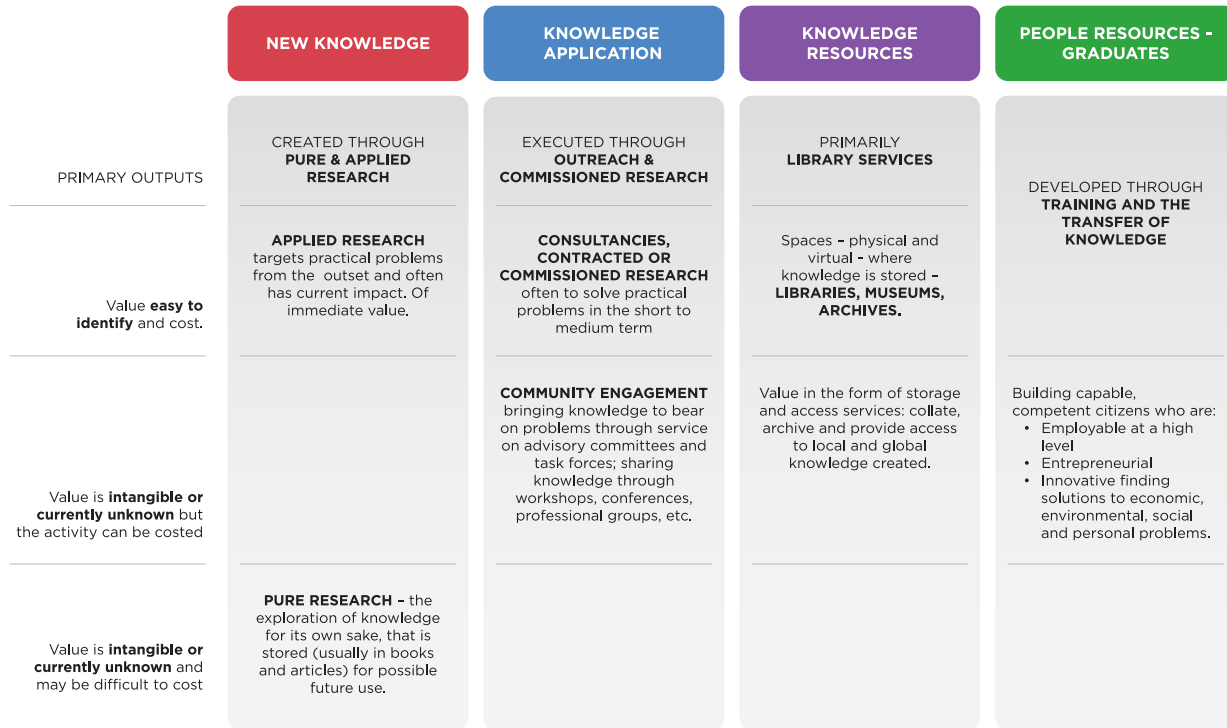 NEW KNOWLEDGE
KNOWLEDGE
APPLICATION
KNOWLEDGE
RESOURCES
PEOPLE RESOURCES –
GRADUATES
PRIMARY OUTPUTS
CREATED THROUGH
PURE & APPLIED
RESEARCH
EXECUTED THROUGH
OUTREACH &
COMMISSIONED RESEARCH
PRIMARILY
LIBRARY SERVICES
DEVELOPED THROUGH
TRAINING AND THE
TRANSFER OF
KNOWLEDGE
Value easy to
identify and cost.
APPLIED RESEARCH
targets practical problems
from the outset and often
has current impact. Of
immediate value.
CONSULTANCIES,
CONTRACTED OR
COMMISSIONED RESEARCH
often to solve practical
problems in the short to
medium term
Spaces – physical and
virtual – where
knowledge is stored –
LIBRARIES, MUSEUMS,
ARCHIVES.
Value is intangible or
currently unknown but
the activity can be costed
COMMUNITY ENGAGEMENT
bringing knowledge to bear
on problems through service
on advisory committees and
task forces; sharing
knowledge through
workshops, conferences,
professional groups, etc.
Value in the form of storage
and access services: collate,
archive and provide access
to local and global
knowledge created.
Building capable,
competent citizens who are:
• Employable at a high
level
• Entrepreneurial
• Innovative finding
solutions to economic,
environmental, social
and personal problems.
Value is intangible or
currently unknown and
may be difficult to cost
PURE RESEARCH – the
exploration of knowledge
for its own sake, that is
stored (usually in books
and articles) for possible
future use.